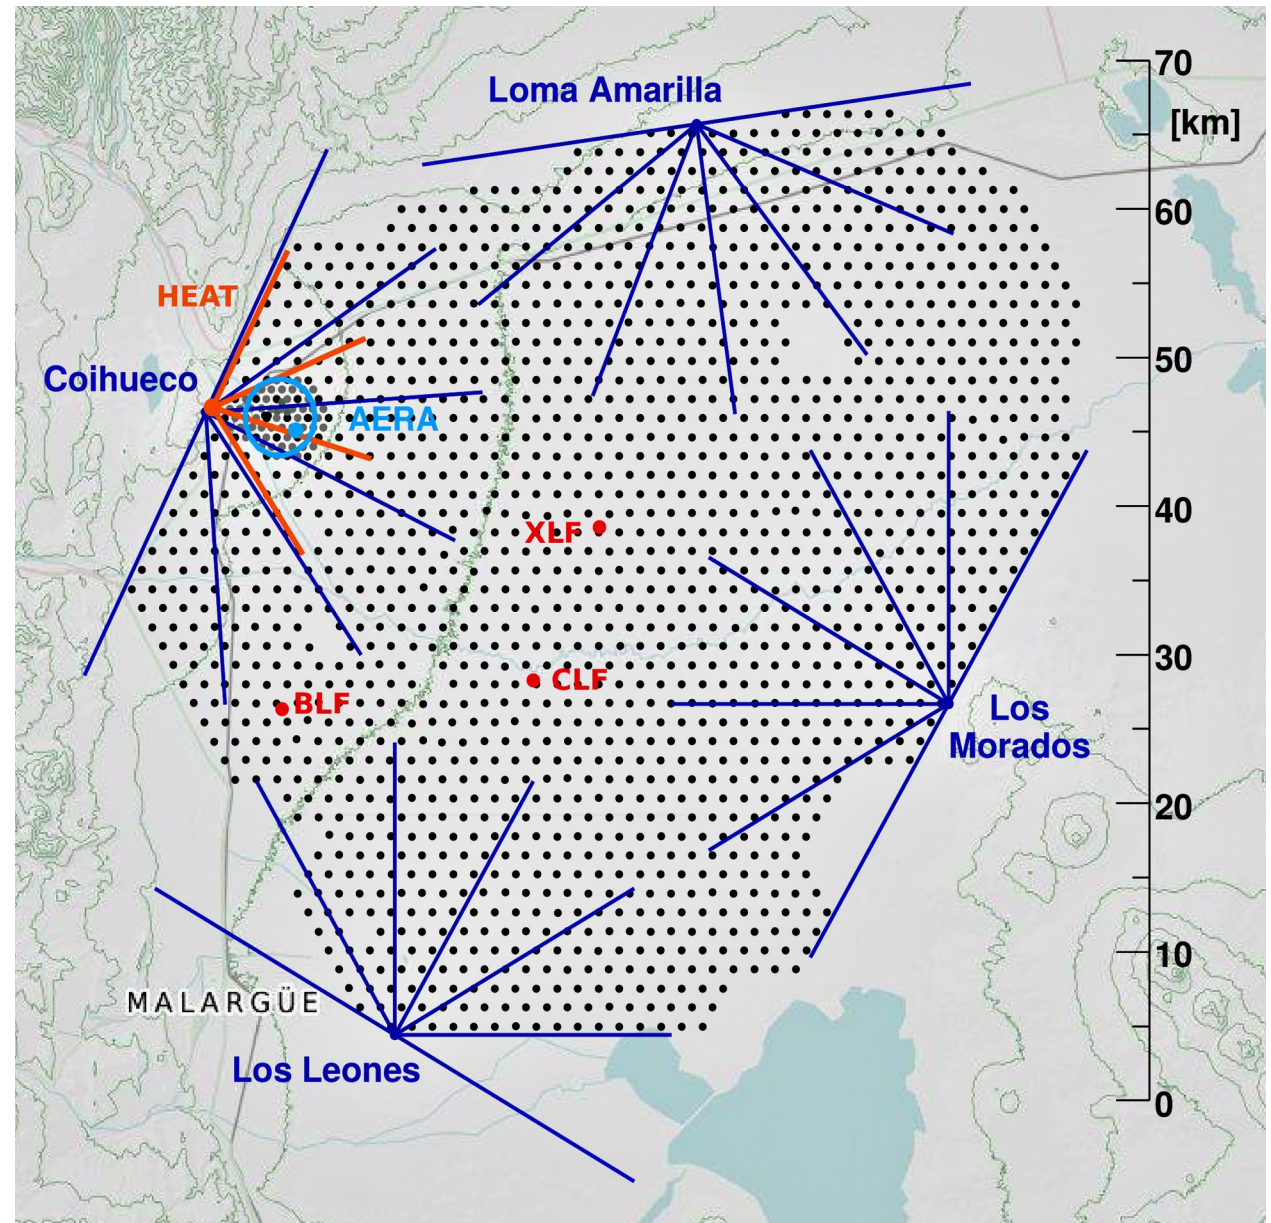 70
Loma Amarilla
[km]
60
HEAT
50
Coihueco
AERA
40
XLF
30
CLF
BLF
Los
Morados
20
10
MALARGÜE
Los Leones
0